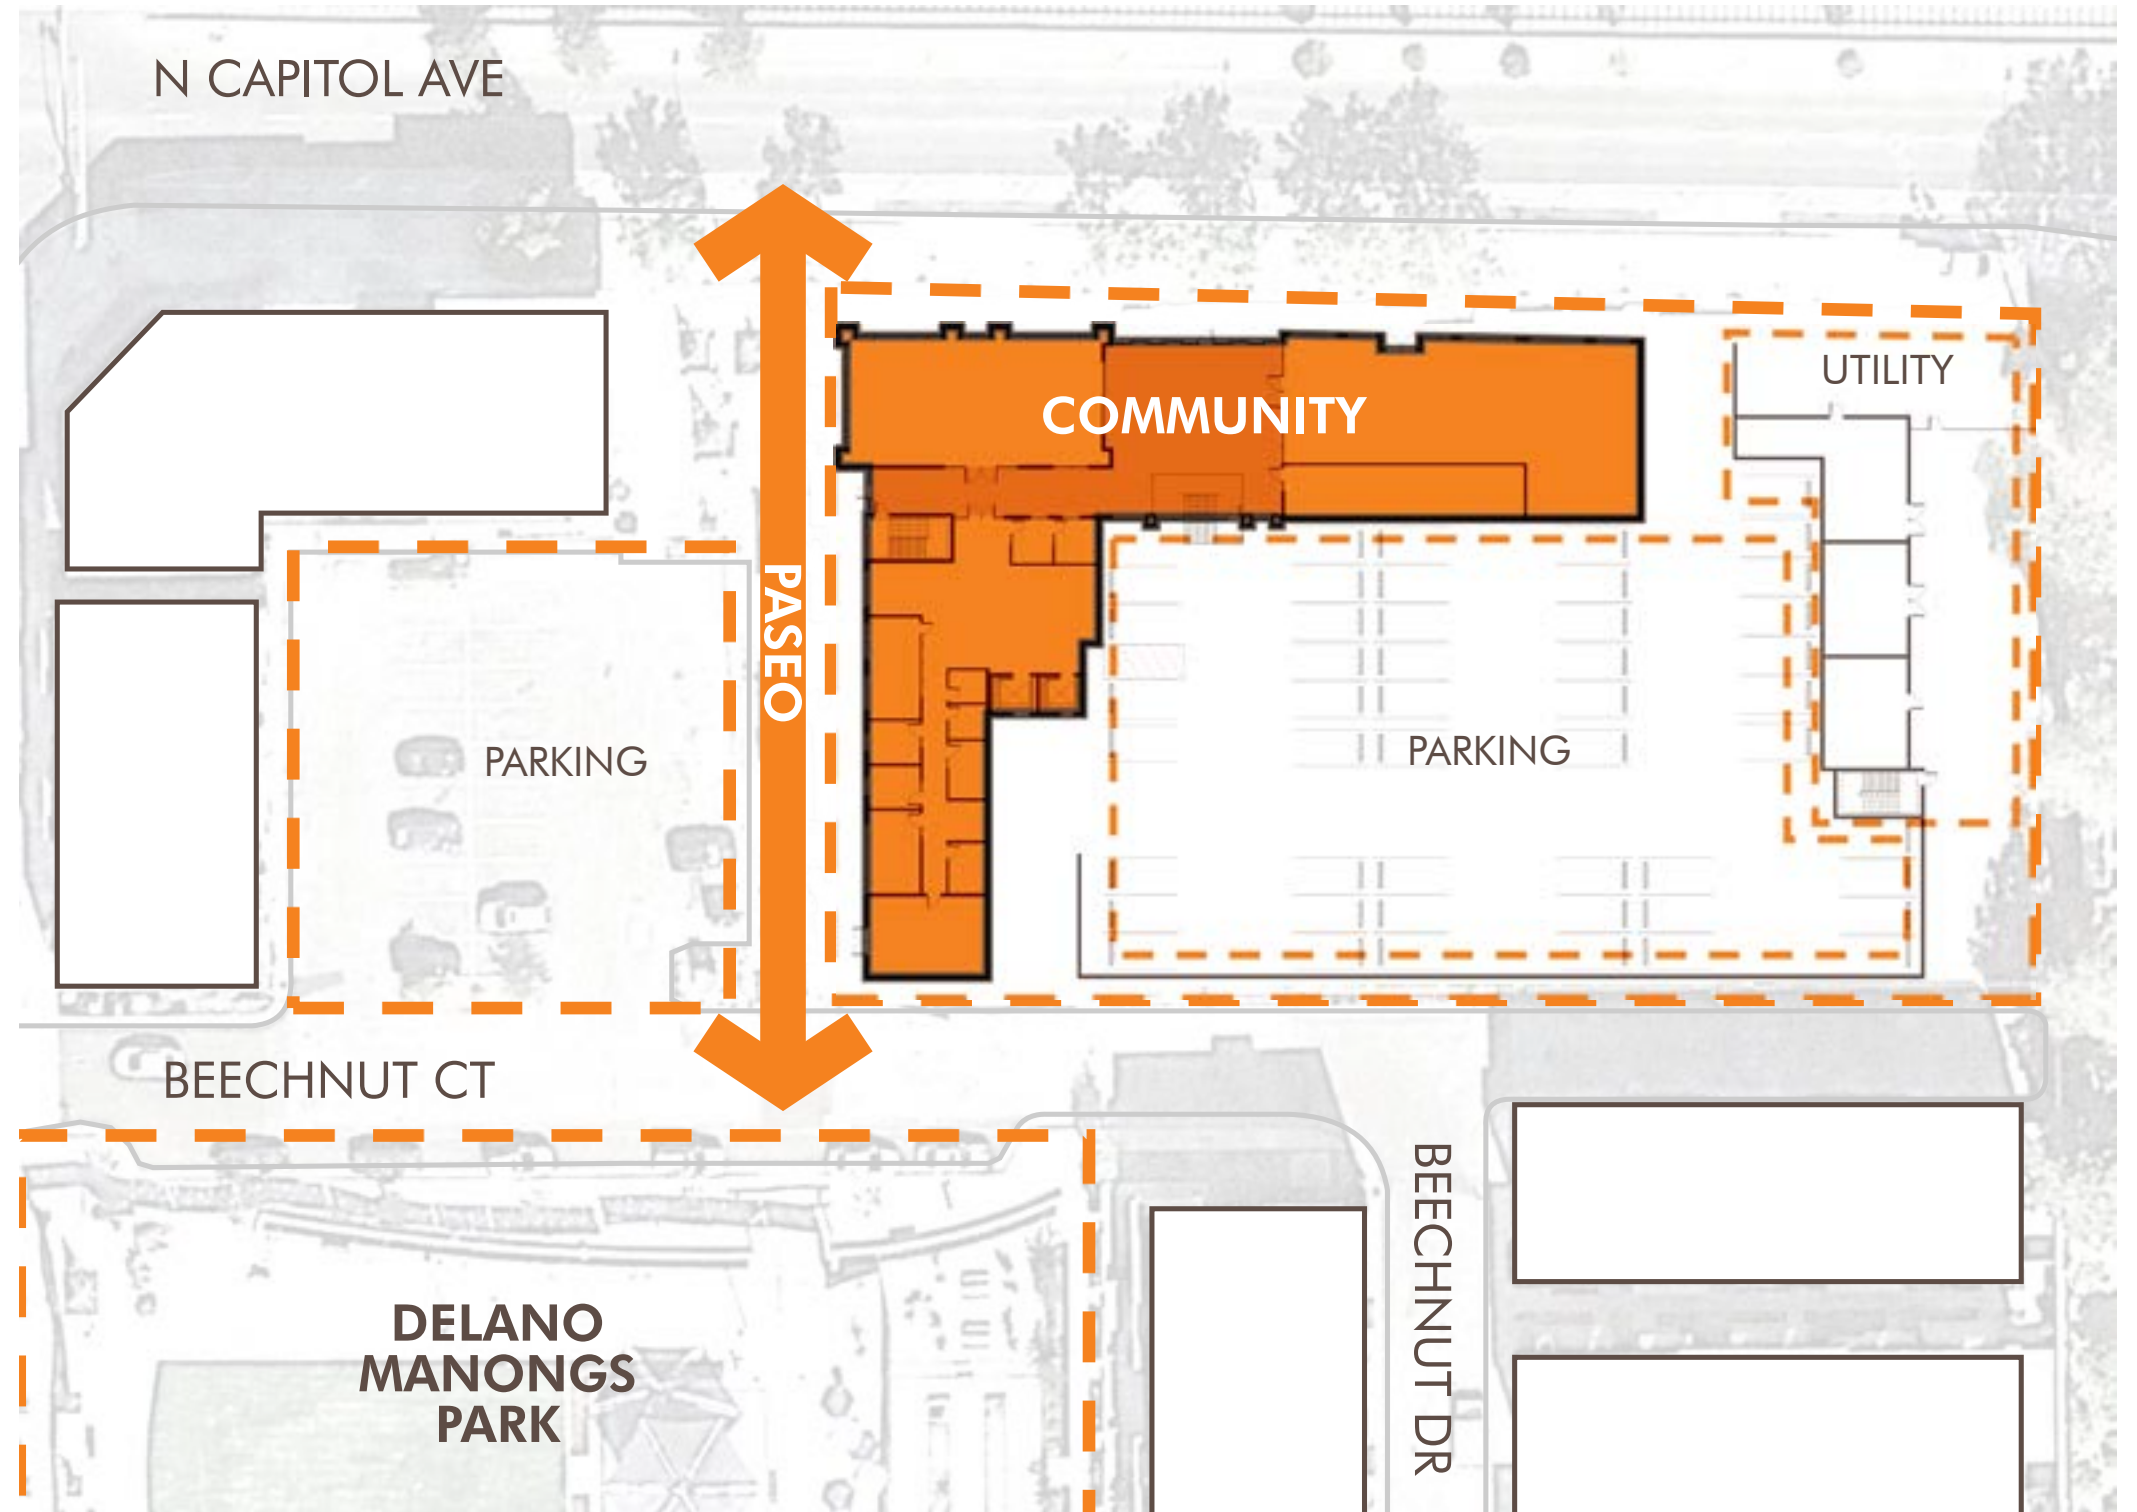 N CAPITOL AVE
UTILITY
COMMUNITY
PASEO
PARKING
PARKING
BEECHNUT CT
BEECHNUT DR
DELANO
MANONGS
PARK